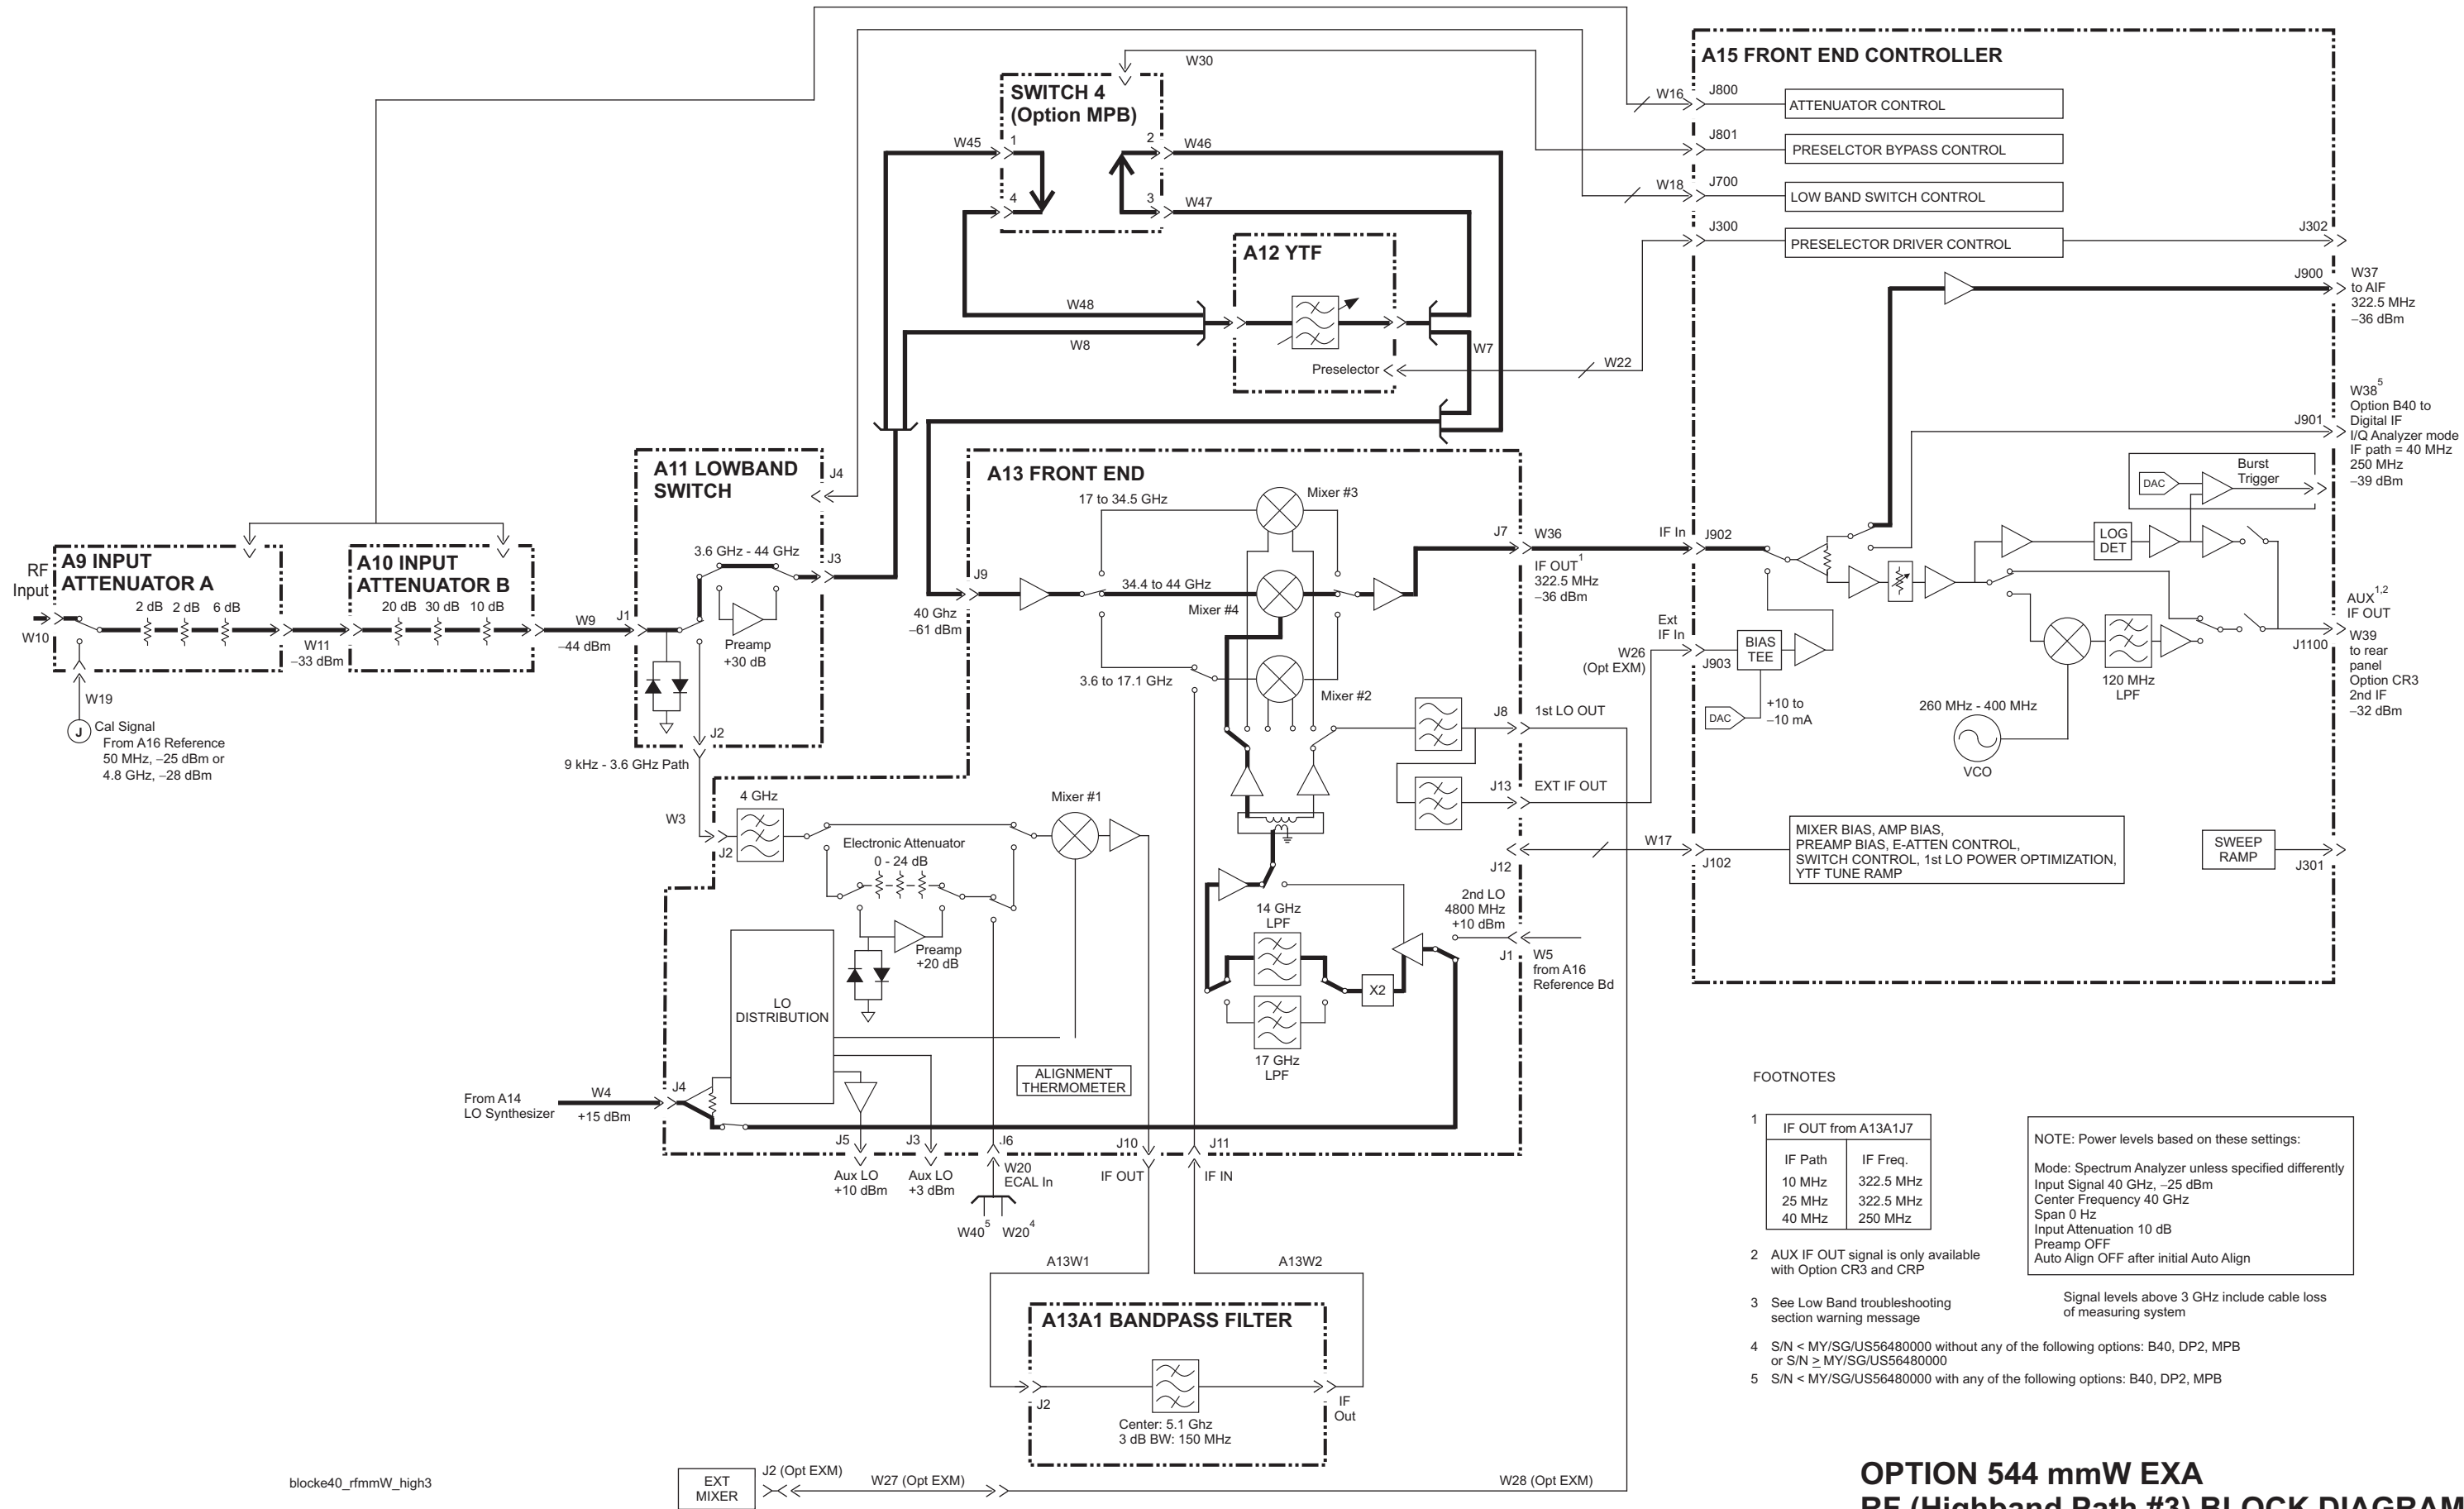 W30
A15 FRONT END CONTROLLER
SWITCH 4
(Option MPB)
W16
J800
ATTENUATOR CONTROL
J801
PRESELCTOR BYPASS CONTROL
W18
J700
LOW BAND SWITCH CONTROL
J300
PRESELECTOR DRIVER CONTROL
J302
W45
1
2
W46
4
3
W47
A12 YTF
W48
W8
W7
Preselector
W22
J900
W37
to AIF
322.5 MHz
–36 dBm
W38 5
Option B40 to
Digital IF
I/Q Analyzer mode
IF path = 40 MHz
250 MHz
–39 dBm
J901
Burst
Trigger
DAC
A11 LOWBAND
SWITCH
J4
3.6 GHz - 44 GHz
J3
Preamp
+30 dB
J1
J2
9 kHz - 3.6 GHz Path
A13 FRONT END
17 to 34.5 GHz
Mixer #3
J9
40 Ghz
–61 dBm
34.4 to 44 GHz
Mixer #4
3.6 to 17.1 GHz
Mixer #2
J7
W36
IF OUT 1
322.5 MHz
–36 dBm
IF In
J902
LOG
DET
RF
Input
W10
A9 INPUT
ATTENUATOR A
2 dB
2 dB
6 dB
W11
–33 dBm
A10 INPUT
ATTENUATOR B
20 dB
30 dB
10 dB
W9
–44 dBm
W19
J
Cal Signal
From A16 Reference
50 MHz, –25 dBm or
4.8 GHz, –28 dBm
Ext
IF In
W26
(Opt EXM)
J903
BIAS
TEE
DAC
+10 to
–10 mA
260 MHz - 400 MHz
VCO
120 MHz
LPF
AUX 1,2
IF OUT
J1100
W39
to rear
panel
Option CR3
2nd IF
–32 dBm
J8
1st LO OUT
J13
EXT IF OUT
W3
J2
4 GHz
Electronic Attenuator
0 - 24 dB
Mixer #1
Preamp
+20 dB
LO
DISTRIBUTION
ALIGNMENT
THERMOMETER
J12
W17
J102
MIXER BIAS, AMP BIAS,
PREAMP BIAS, E-ATTEN CONTROL,
SWITCH CONTROL, 1st LO POWER OPTIMIZATION,
YTF TUNE RAMP
SWEEP
RAMP
J301
14 GHz
LPF
17 GHz
LPF
X2
2nd LO
4800 MHz
+10 dBm
J1
W5
from A16
Reference Bd
From A14
LO Synthesizer
W4
+15 dBm
J4
J5
Aux LO
+10 dBm
J3
Aux LO
+3 dBm
J6
W20
ECAL In
W40 5
W20 4
J10
IF OUT
J11
IF IN
A13W1
A13W2
A13A1 BANDPASS FILTER
J2
Center: 5.1 Ghz
3 dB BW: 150 MHz
IF
Out
FOOTNOTES
1
IF OUT from A13A1J7
IF Path IF Freq.
10 MHz 322.5 MHz
25 MHz 322.5 MHz
40 MHz 250 MHz
2 AUX IF OUT signal is only available
with Option CR3 and CRP
3 See Low Band troubleshooting
section warning message
4 S/N < MY/SG/US56480000 without any of the following options: B40, DP2, MPB
or S/N ≥ MY/SG/US56480000
5 S/N < MY/SG/US56480000 with any of the following options: B40, DP2, MPB
NOTE: Power levels based on these settings:
Mode: Spectrum Analyzer unless specified differently
Input Signal 40 GHz, –25 dBm
Center Frequency 40 GHz
Span 0 Hz
Input Attenuation 10 dB
Preamp OFF
Auto Align OFF after initial Auto Align
Signal levels above 3 GHz include cable loss
of measuring system
blocke40_rfmmW_high3
EXT
MIXER
J2 (Opt EXM)
W27 (Opt EXM)
W28 (Opt EXM)
OPTION 544 mmW EXA
RF (Highband Path #3) BLOCK DIAGRAM